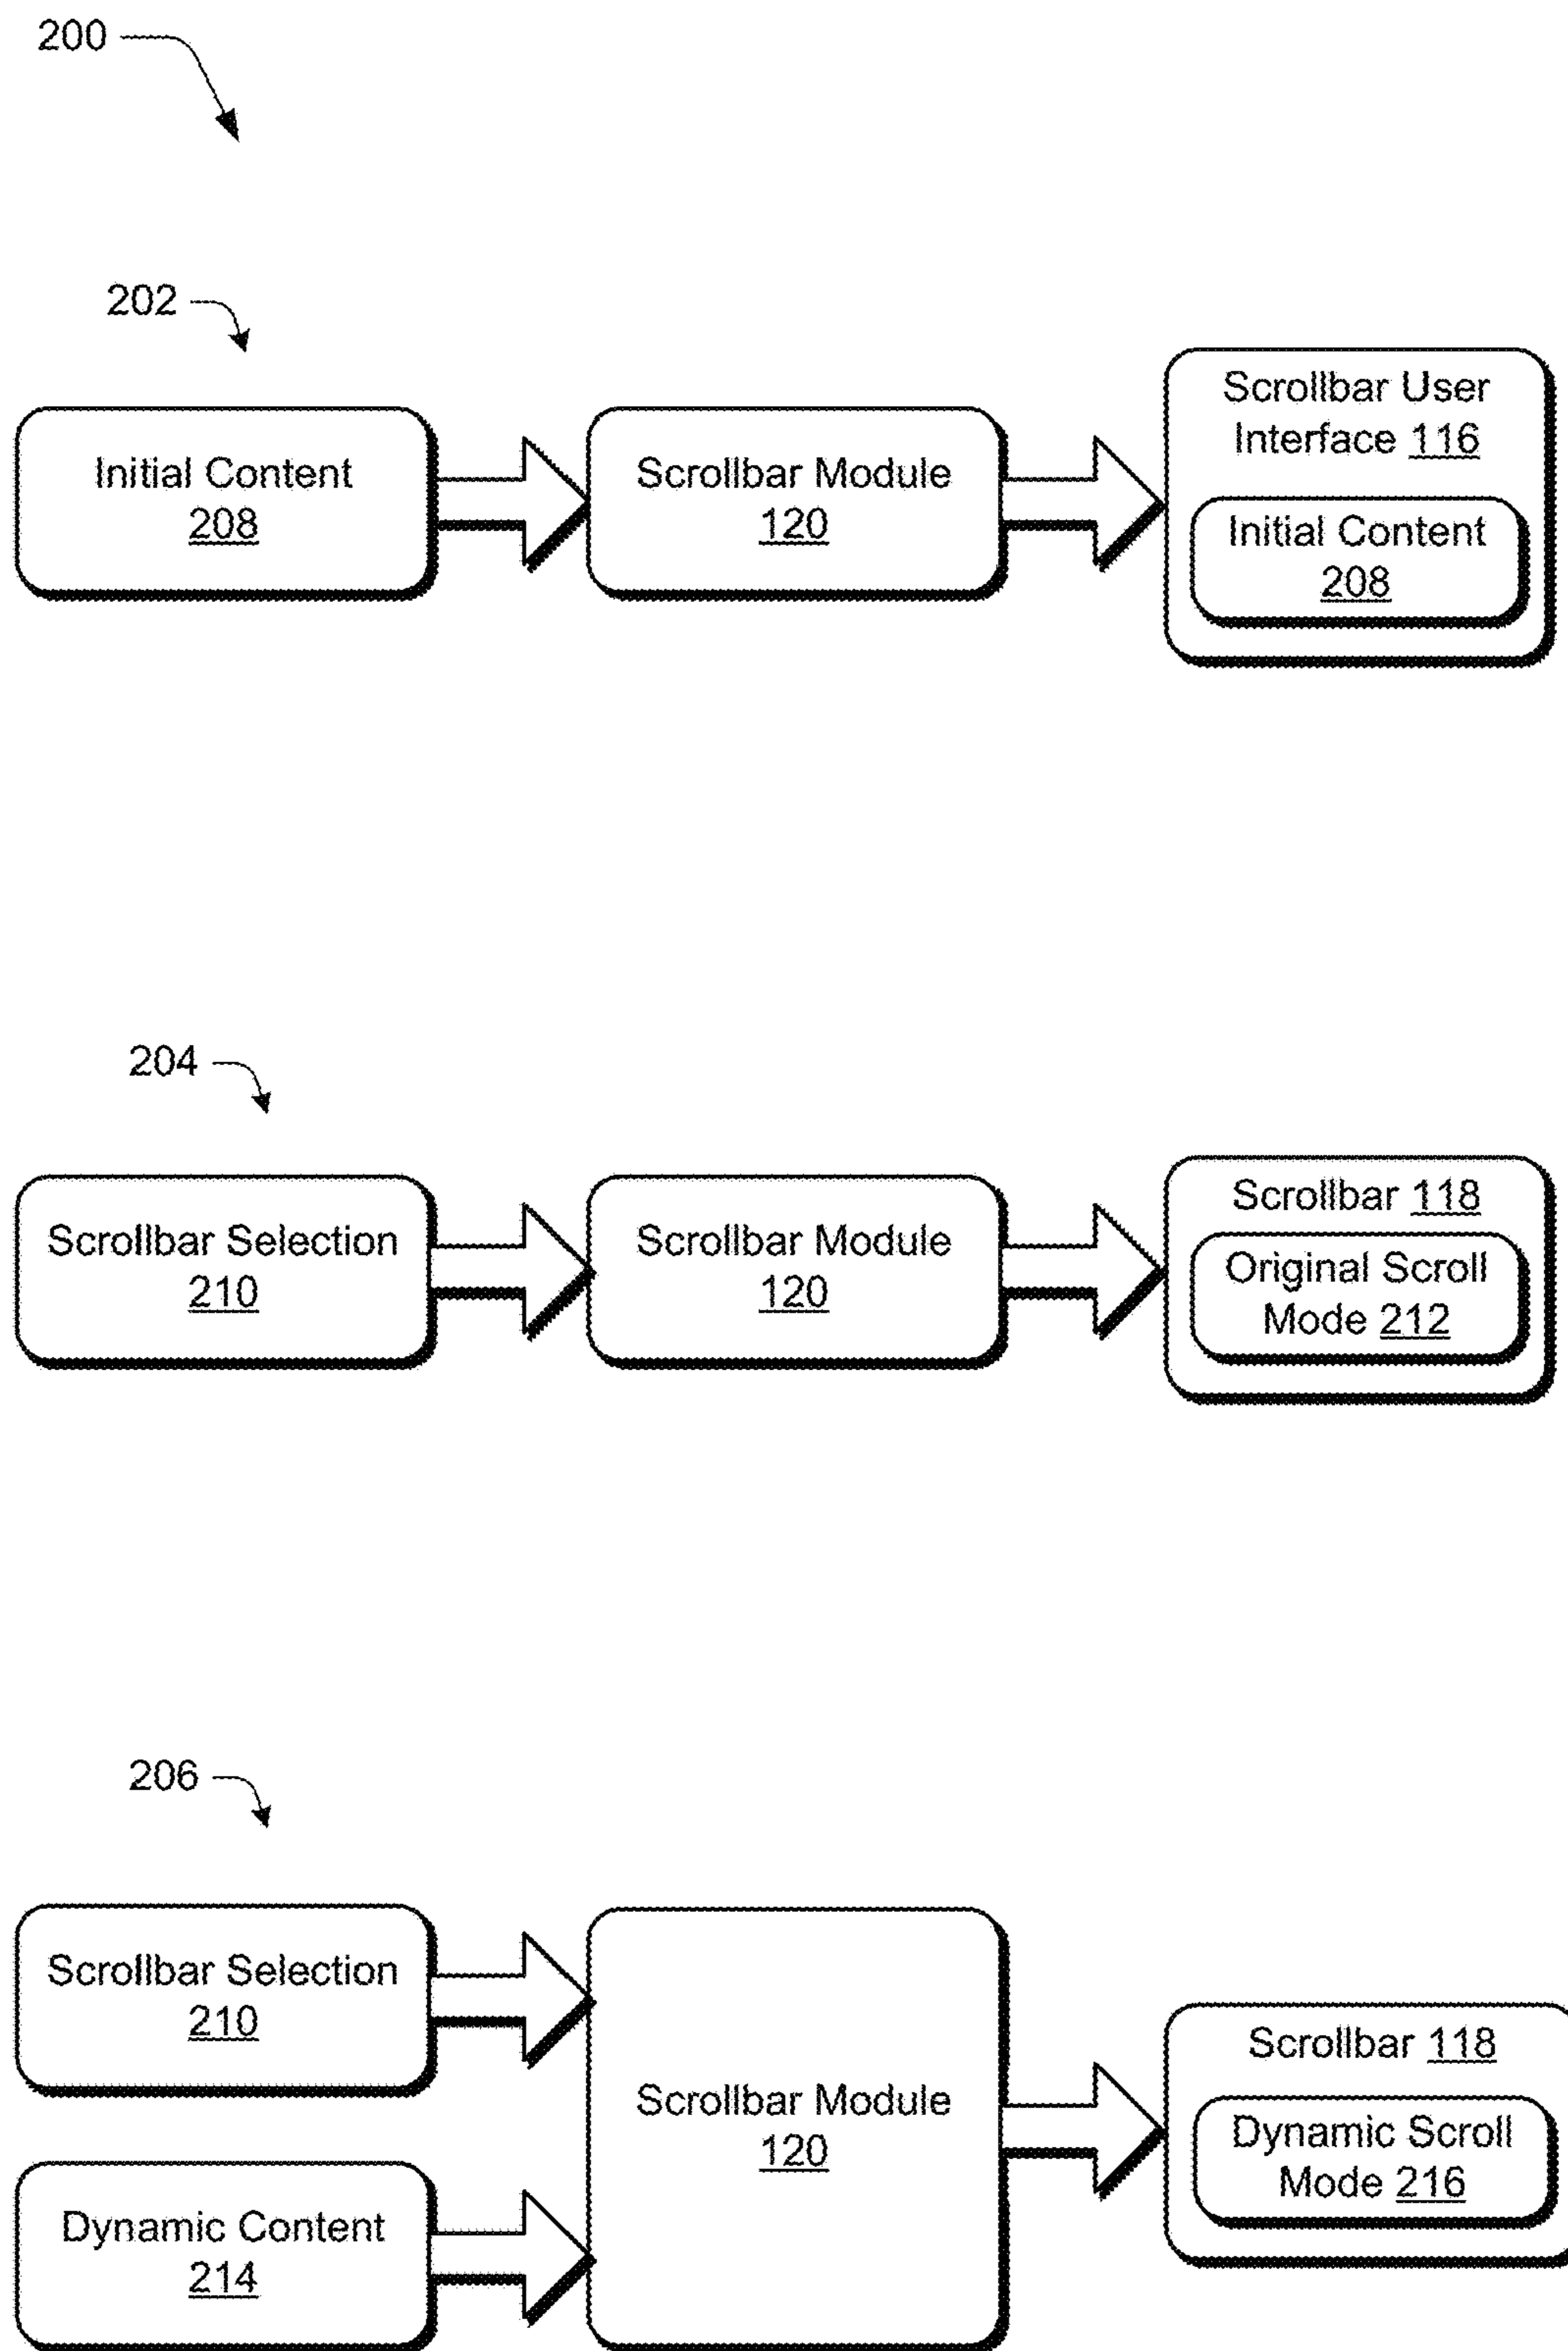 200
202
Initial Content
208
Scrollbar Module
120
Scrollbar User
Interface 116
Initial Content
208
204
Scrollbar Selection
210
Scrollbar Module
120
Scrollbar 118
Original Scroll
Mode 212
206
Scrollbar Selection
210
Dynamic Content
214
Scrollbar Module
120
Scrollbar 118
Dynamic Scroll
Mode 216